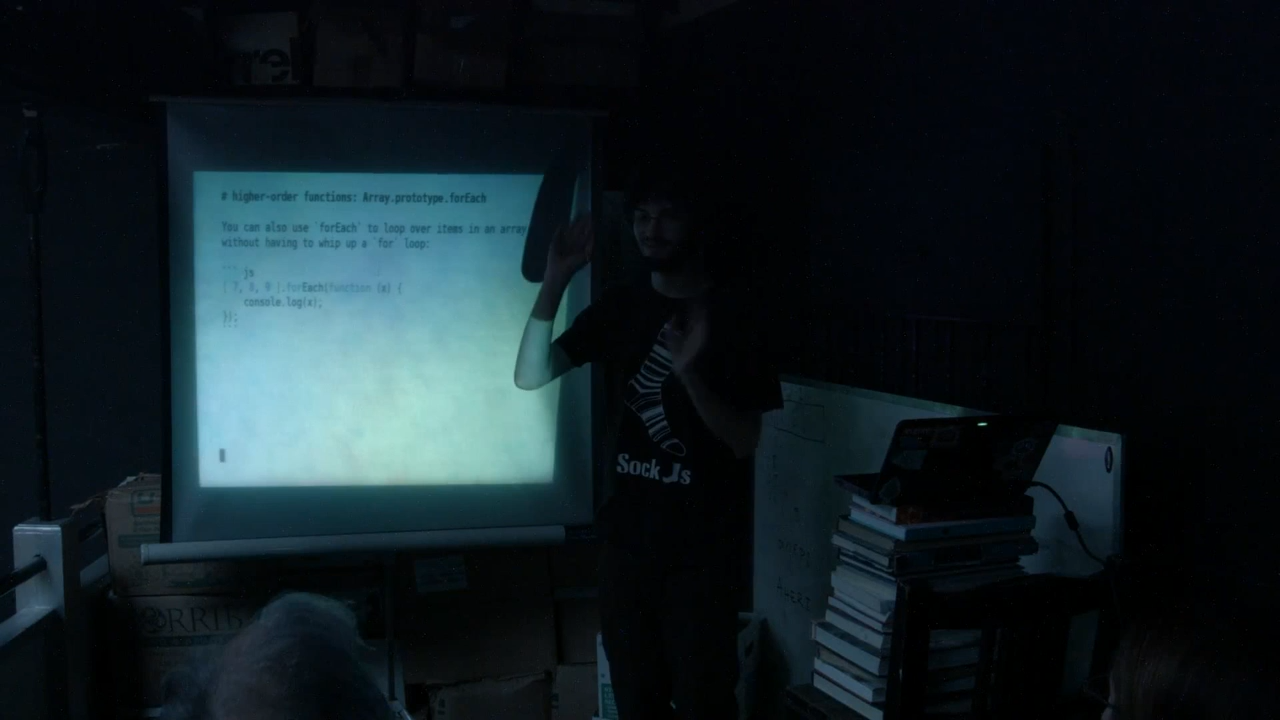 # higher-order functions: Array.prototype.forEach
You can also use `forEach` to loop over items in an array
without having to whip up a `for` loop:
``` js
[ 7, 8, 9 ].forEach(function (x) {
console.log(x);
});
```
Sock Js
ORRIB